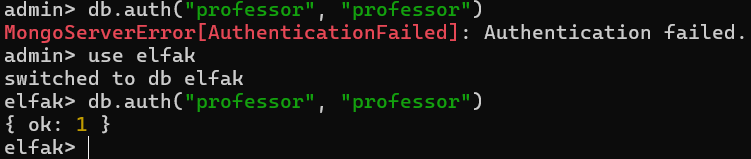 admin> db.auth("professor", "professor")
MongoServerError[AuthenticationFailed]: Authentication failed.
admin> use elfak
switched to db elfak
elfak> db.auth("professor", "professor")
{ ok: 1 }
elfak>